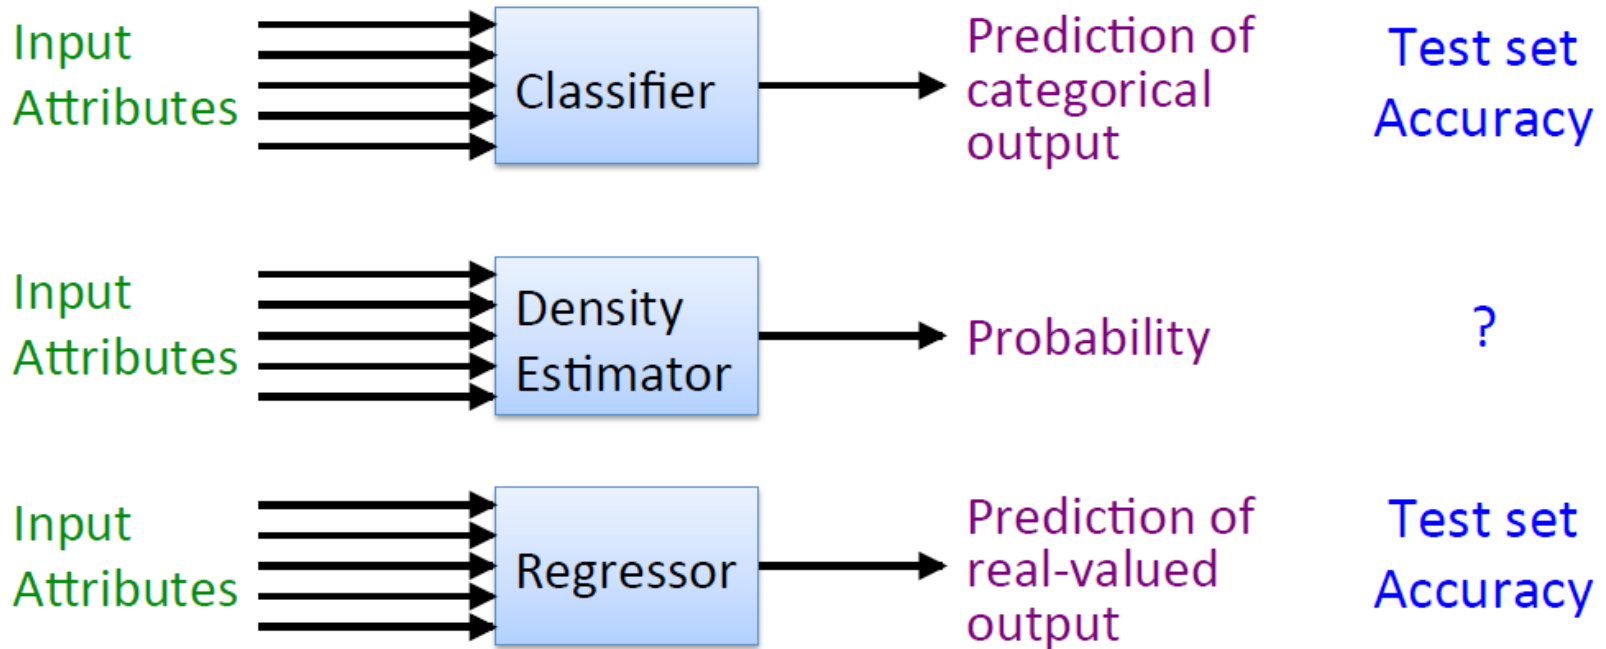 Input
Attributes
Classifier
Prediction of
categorical
output
Test set
Accuracy
Input
Attributes
Density
Estimator
Probability
?
Input
Attributes
Regressor
Prediction of
real-valued
output
Test set
Accuracy